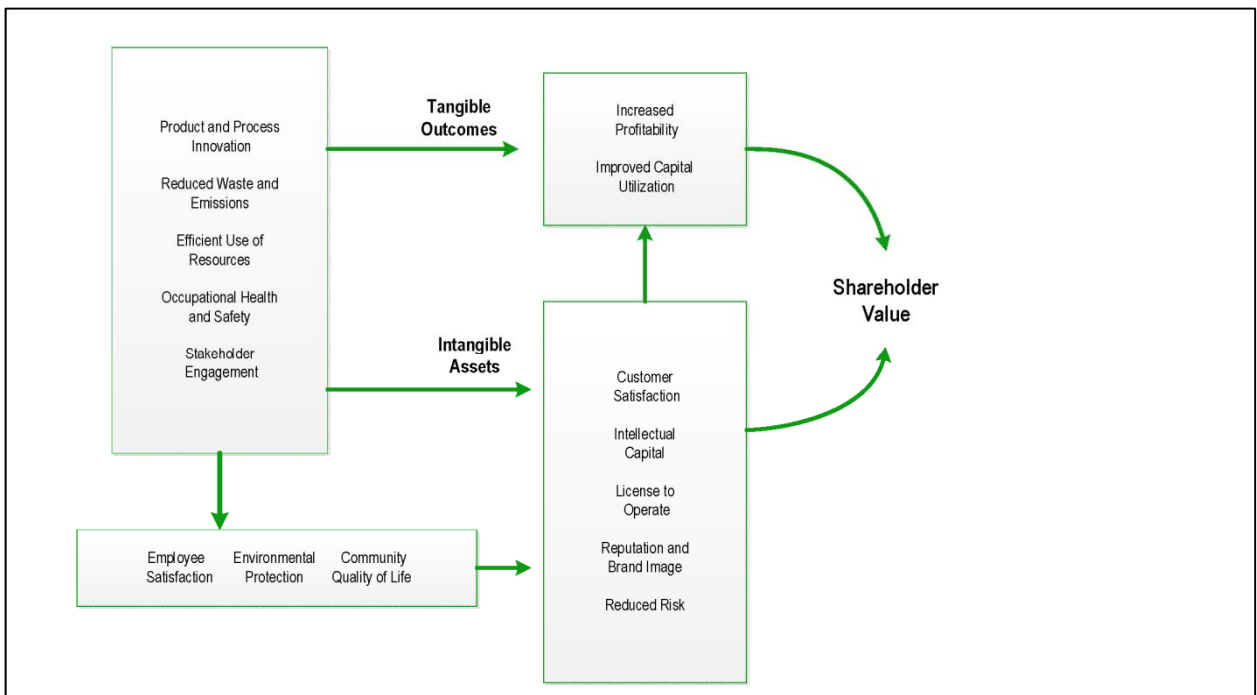 Product and Process
Innovation
Reduced Waste and
Emissions
Efficient Use of
Resources
Occupational Health
and Safety
Stakeholder
Engagement
Tangible
Outcomes
Increased
Profitability
Improved Capital
Utilization
Shareholder
Value
Intangible
Assets
Customer
Satisfaction
Intellectual
Capital
License to
Operate
Reputation and
Brand Image
Reduced Risk
Employee
Satisfaction
Environmental
Protection
Community
Quality of Life